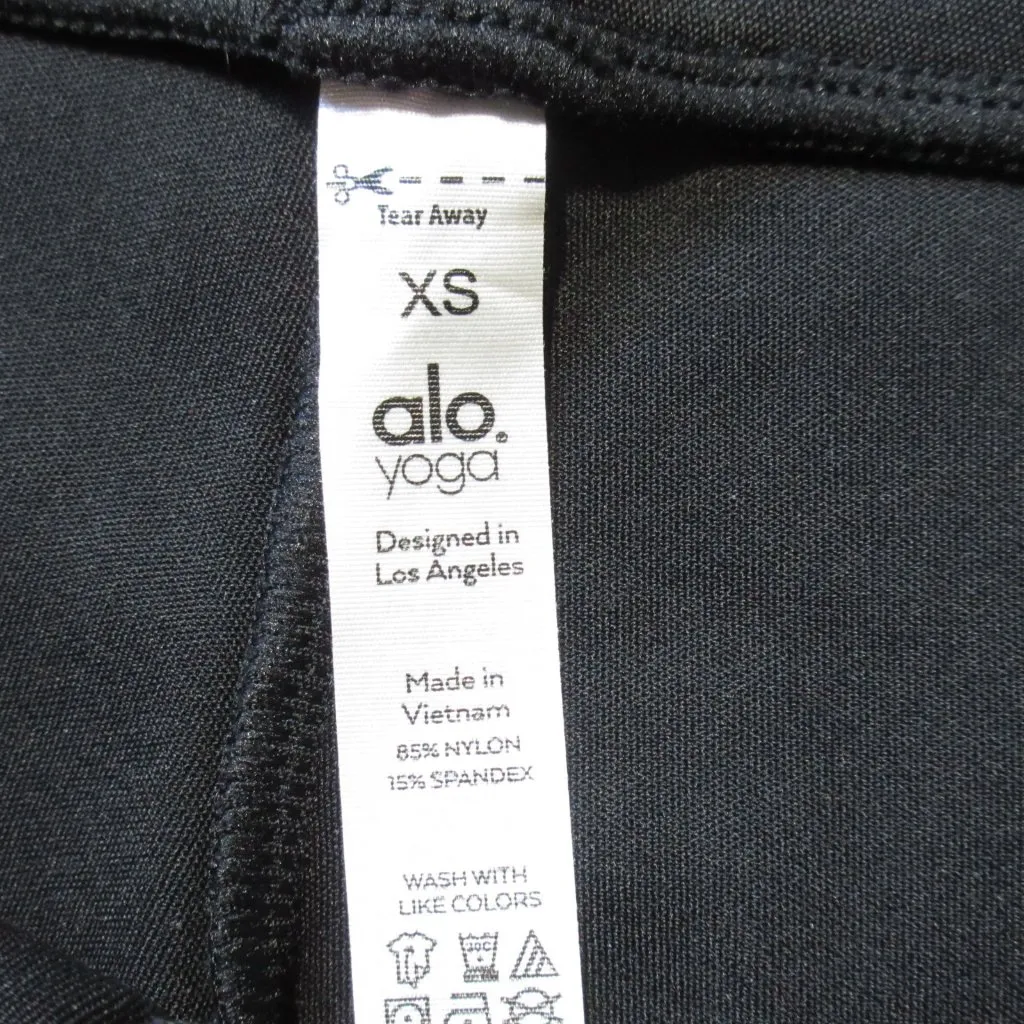 Tear Away
XS
alo.®
yoga
Designed in
Los Angeles
Made in
Vietnam
85% NYLON
15% SPANDEX
WASH WITH
LIKE COLORS
30C